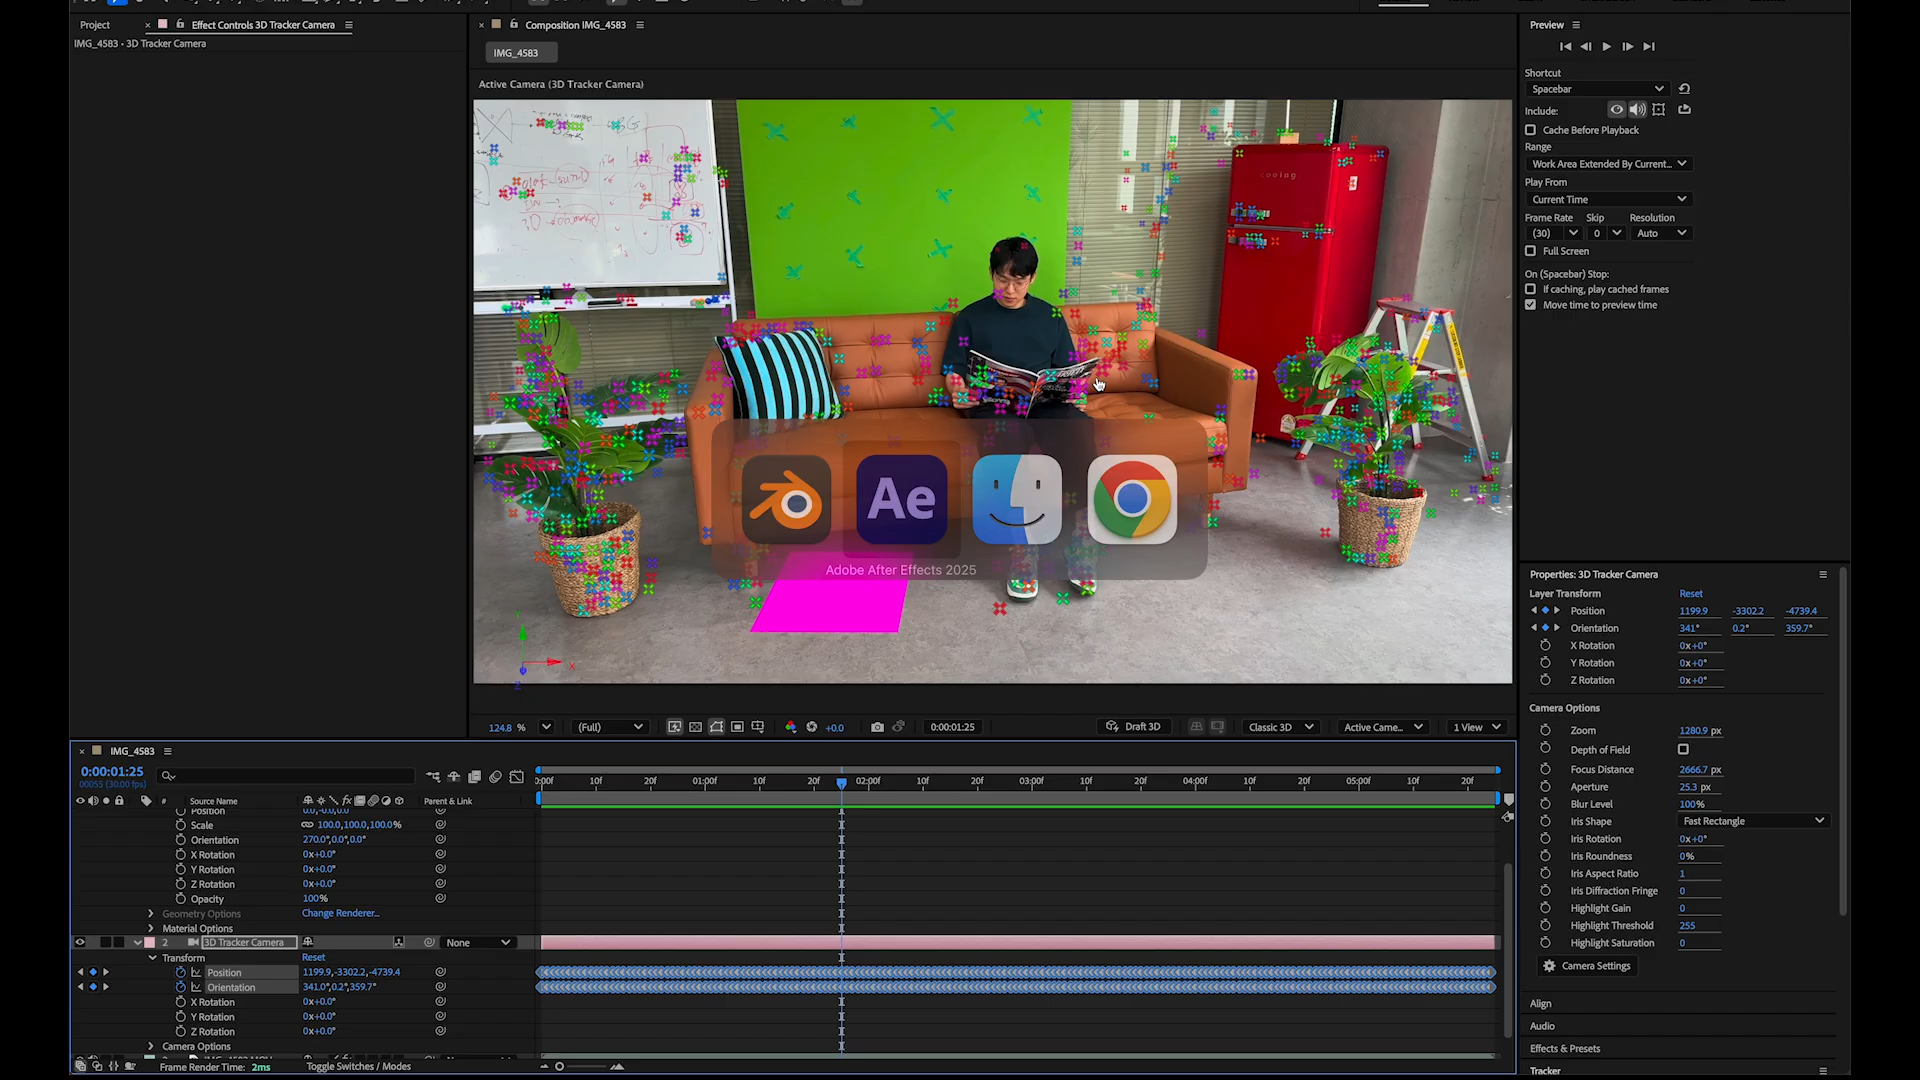 Project
Effect Controls 3D Tracker Camera
IMG_4583 • 3D Tracker Camera
Composition IMG_4583
IMG_4583
Active Camera (3D Tracker Camera)
cooing
Adobe After Effects 2025
Y
X
Z
124.8 %
(Full)
+0.0
0:00:01:25
Draft 3D
Classic 3D
Active Came...
1 View
Preview
Shortcut
Spacebar
Include:
Cache Before Playback
Range
Work Area Extended By Current...
Play From
Current Time
Frame Rate Skip Resolution
(30) 0 Auto
Full Screen
On (Spacebar) Stop:
If caching, play cached frames
Move time to preview time
Properties: 3D Tracker Camera
Layer Transform Reset
Position 1199.9 -3302.2 -4739.4
Orientation 341° 0.2° 359.7°
X Rotation 0x+0°
Y Rotation 0x+0°
Z Rotation 0x+0°
Camera Options
Zoom 1280.9 px
Depth of Field
Focus Distance 2666.7 px
Aperture 25.3 px
Blur Level 100%
Iris Shape Fast Rectangle
Iris Rotation 0x+0°
Iris Roundness 0%
Iris Aspect Ratio 1
Iris Diffraction Fringe 0
Highlight Gain 0
Highlight Threshold 255
Highlight Saturation 0
Camera Settings
Align
Audio
Effects & Presets
Tracker
IMG_4583
0:00:01:25
00055 (30.00 fps)
0:00f 10f 20f 01:00f 10f 20f 02:00f 10f 20f 03:00f 10f 20f 04:00f 10f 20f 05:00f 10f 20f
# Source Name Parent & Link
Position 0.0,-0.0,0.0
Scale 100.0,100.0,100.0%
Orientation 270.0°,0.0°,0.0°
X Rotation 0x+0.0°
Y Rotation 0x+0.0°
Z Rotation 0x+0.0°
Opacity 100%
Geometry Options Change Renderer...
Material Options
2 3D Tracker Camera None
Transform Reset
Position 1199.9,-3302.2,-4739.4
Orientation 341.0°,0.2°,359.7°
X Rotation 0x+0.0°
Y Rotation 0x+0.0°
Z Rotation 0x+0.0°
Camera Options
Frame Render Time: 2ms
Toggle Switches / Modes